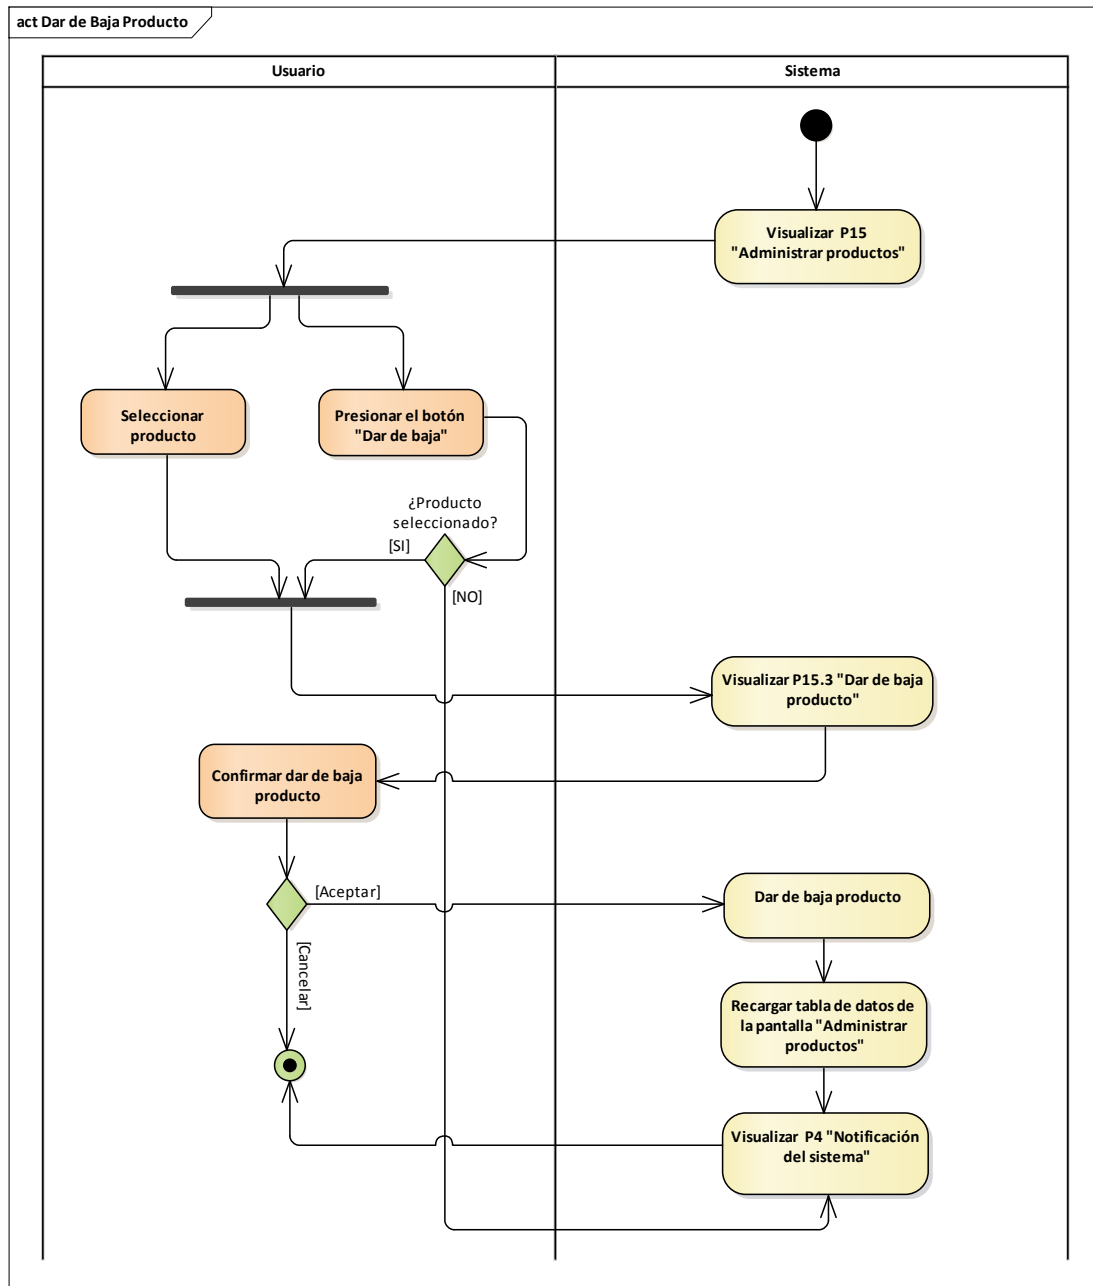 act Dar de Baja Producto
Usuario
Sistema
Visualizar P15
"Administrar productos"
Seleccionar
producto
Presionar el botón
"Dar de baja"
¿Producto
seleccionado?
[SI]
[NO]
Visualizar P15.3 "Dar de baja
producto"
Confirmar dar de baja
producto
[Aceptar]
Dar de baja producto
[Cancelar]
Recargar tabla de datos de
la pantalla "Administrar
productos"
Visualizar P4 "Notificación
del sistema"